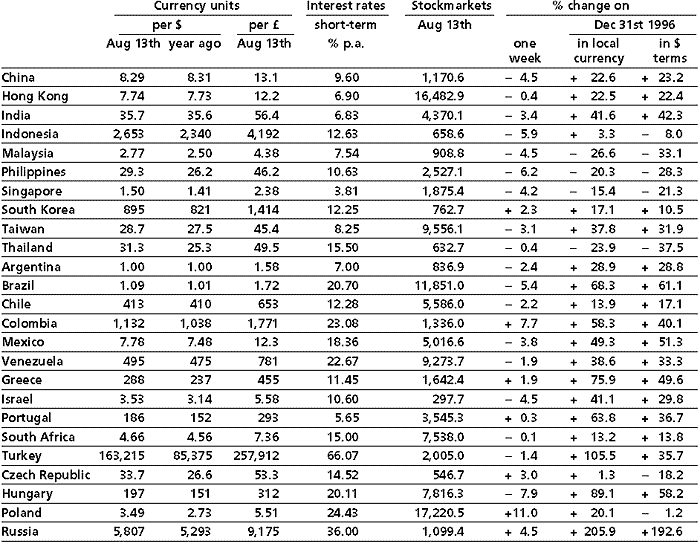 Currency units Interest rates Stockmarkets % change on
per $ per £ short-term Aug 13th Dec 31st 1996
Aug 13th year ago Aug 13th % p.a. one in local in $
week currency terms
China 8.29 8.31 13.1 9.60 1,170.6 – 4.5 + 22.6 + 23.2
Hong Kong 7.74 7.73 12.2 6.90 16,482.9 – 0.4 + 22.5 + 22.4
India 35.7 35.6 56.4 6.83 4,370.1 – 3.4 + 41.6 + 42.3
Indonesia 2,653 2,340 4,192 12.63 658.6 – 5.9 + 3.3 – 8.0
Malaysia 2.77 2.50 4.38 7.54 908.8 – 4.5 – 26.6 – 33.1
Philippines 29.3 26.2 46.2 10.63 2,527.1 – 6.2 – 20.3 – 28.3
Singapore 1.50 1.41 2.38 3.81 1,875.4 – 4.2 – 15.4 – 21.3
South Korea 895 821 1,414 12.25 762.7 + 2.3 + 17.1 + 10.5
Taiwan 28.7 27.5 45.4 8.25 9,556.1 – 3.1 + 37.8 + 31.9
Thailand 31.3 25.3 49.5 15.50 632.7 – 0.4 – 23.9 – 37.5
Argentina 1.00 1.00 1.58 7.00 836.9 – 2.4 + 28.9 + 28.8
Brazil 1.09 1.01 1.72 20.70 11,851.0 – 5.4 + 68.3 + 61.1
Chile 413 410 653 12.28 5,586.0 – 2.2 + 13.9 + 17.1
Colombia 1,132 1,038 1,771 23.08 1,336.0 + 7.7 + 58.3 + 40.1
Mexico 7.78 7.48 12.3 18.36 5,016.6 – 3.8 + 49.3 + 51.3
Venezuela 495 475 781 22.67 9,273.7 – 1.9 + 38.6 + 33.3
Greece 288 237 455 11.45 1,642.4 + 1.9 + 75.9 + 49.6
Israel 3.53 3.14 5.58 10.60 297.7 – 4.5 + 41.1 + 29.8
Portugal 186 152 293 5.65 3,545.3 + 0.3 + 63.8 + 36.7
South Africa 4.66 4.56 7.36 15.00 7,538.0 – 0.1 + 13.2 + 13.8
Turkey 163,215 85,375 257,912 66.07 2,005.0 – 1.4 + 105.5 + 35.7
Czech Republic 33.7 26.6 53.3 14.52 546.7 + 3.0 + 1.3 – 18.2
Hungary 197 151 312 20.11 7,816.3 – 7.9 + 89.1 + 58.2
Poland 3.49 2.73 5.51 24.43 17,220.5 +11.0 + 20.1 – 1.2
Russia 5,807 5,293 9,175 36.00 1,099.4 + 4.5 + 205.9 +192.6